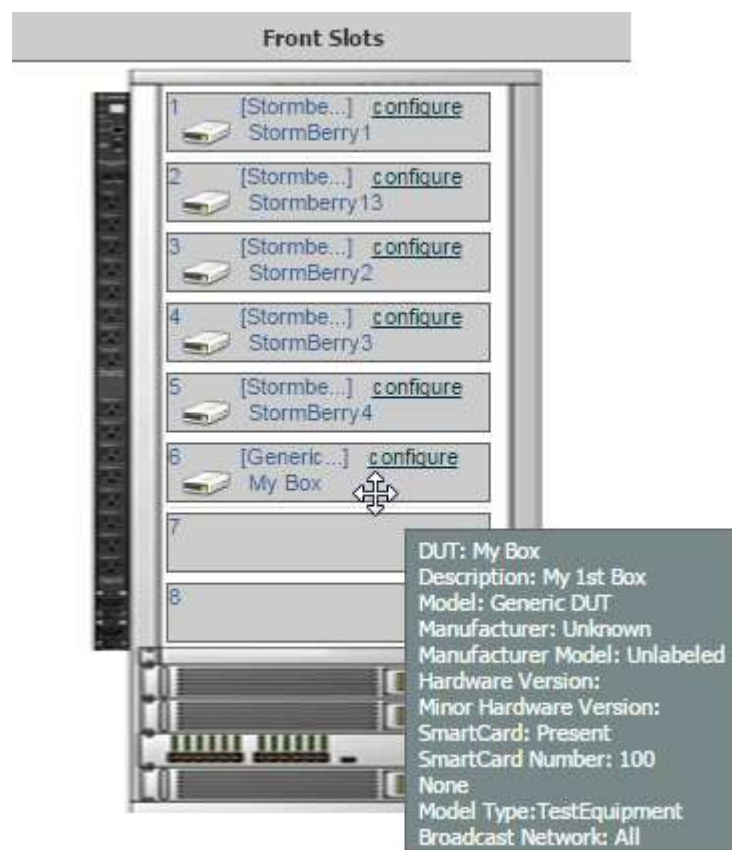 Front Slots
1 [Stormbe...] configure
StormBerry1
2 [Stormbe...] configure
Stormberry13
3 [Stormbe...] configure
StormBerry2
4 [Stormbe...] configure
StormBerry3
5 [Stormbe...] configure
StormBerry4
6 [Generic ...] configure
My Box
7
8
DUT: My Box
Description: My 1st Box
Model: Generic DUT
Manufacturer: Unknown
Manufacturer Model: Unlabeled
Hardware Version:
Minor Hardware Version:
SmartCard: Present
SmartCard Number: 100
None
Model Type:TestEquipment
Broadcast Network: All